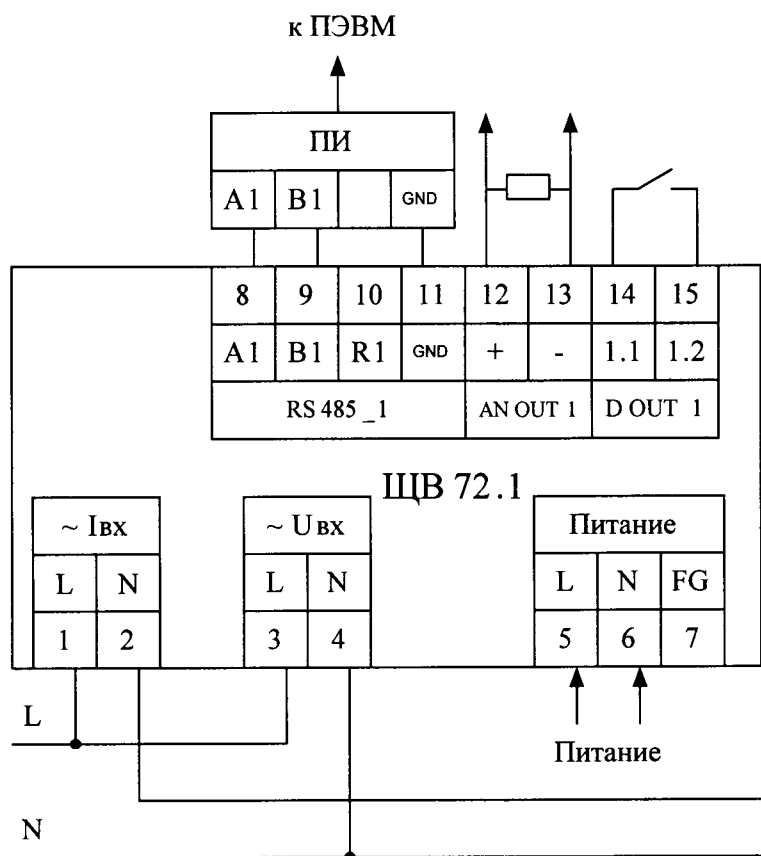 к ПЭВМ
ПИ
A1 B1 GND
8 9 10 11 12 13 14 15
A1 B1 R1 GND + - 1.1 1.2
RS 485 _1 AN OUT 1 D OUT 1
ЩВ 72.1
~ Iвх ~ Uвх Питание
L N L N L N FG
1 2 3 4 5 6 7
L
Питание
N